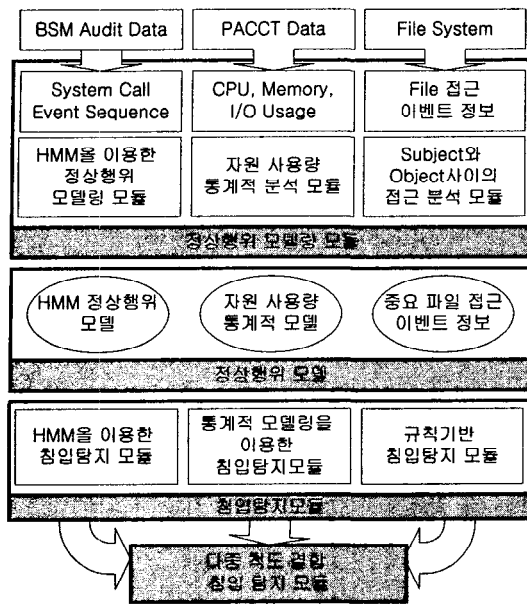 BSM Audit Data
PACCT Data
File System
System Call
Event Sequence
CPU, Memory,
I/O Usage
File 접근
이벤트 정보
HMM올 이용한
정상행위
모델링 모듈
자원 사용량
통계적 분석 모듈
Subject와
Object사이의
접근 분석 모듈
정상행위 모델링 모듈
HMM 정상행위
모델
자원 사용량
통계적 모델
중요 파일 접근
이벤트 정보
정상행위 모델
HMM올 이용한
침입탐지 모듈
통계적 모델링을
이용한
침입탐지모듈
규칙기반
침입탐지 모듈
침입탐지모듈
다중 척도 결합
침입 탐지 모듈